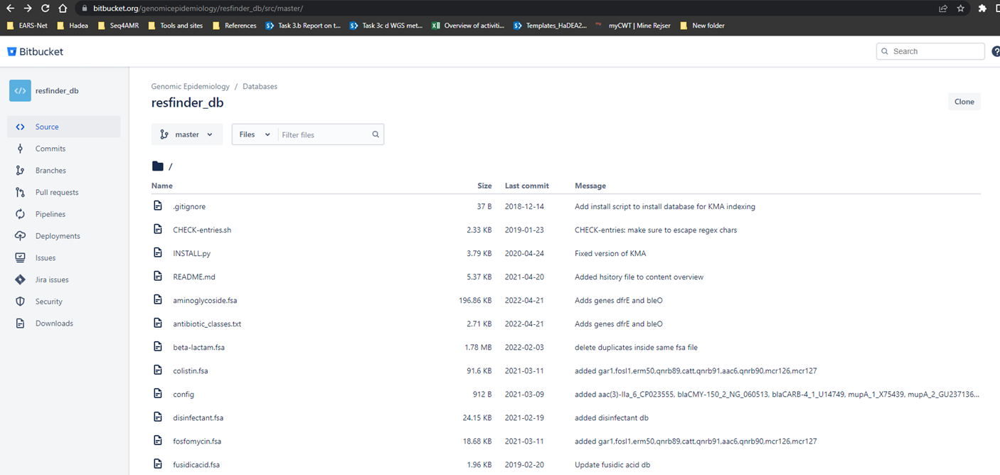 bitbucket.org/genomicepidemiology/resfinder_db/src/master/
EARS-Net Hadea Seq4AMR Tools and sites References Task 3.b Report on t... Task 3c d WGS met... Overview of activiti... Templates_HaDEA2... myCWT | Mine Rejser New folder
Bitbucket Search ?
resfinder_db
Source
Commits
Branches
Pull requests
Pipelines
Deployments
Issues
Jira issues
Security
Downloads
Genomic Epidemiology / Databases
resfinder_db
Clone
master Files Filter files
/
Name Size Last commit Message
.gitignore 37 B 2018-12-14 Add install script to install database for KMA indexing
CHECK-entries.sh 2.33 KB 2019-01-23 CHECK-entries: make sure to escape regex chars
INSTALL.py 3.79 KB 2020-04-24 Fixed version of KMA
README.md 5.37 KB 2021-04-20 Added hsitory file to content overview
aminoglycoside.fsa 196.86 KB 2022-04-21 Adds genes dfrE and bleO
antibiotic_classes.txt 2.71 KB 2022-04-21 Adds genes dfrE and bleO
beta-lactam.fsa 1.78 MB 2022-02-03 delete duplicates inside same fsa file
colistin.fsa 91.6 KB 2021-03-11 added gar1,fosl1,erm50,qnrb89,catt,qnrb91,aac6,qnrb90,mcr126,mcr127
config 912 B 2021-03-09 added aac(3)-IIa_6_CP023555, blaCMY-150_2_NG_060513, blaCARB-4_1_U14749, mupA_1_X75439, mupA_2_GU237136...
disinfectant.fsa 24.15 KB 2021-02-19 added disinfectant db
fosfomycin.fsa 18.68 KB 2021-03-11 added gar1,fosl1,erm50,qnrb89,catt,qnrb91,aac6,qnrb90,mcr126,mcr127
fusidicacid.fsa 1.96 KB 2019-02-20 Update fusidic acid db